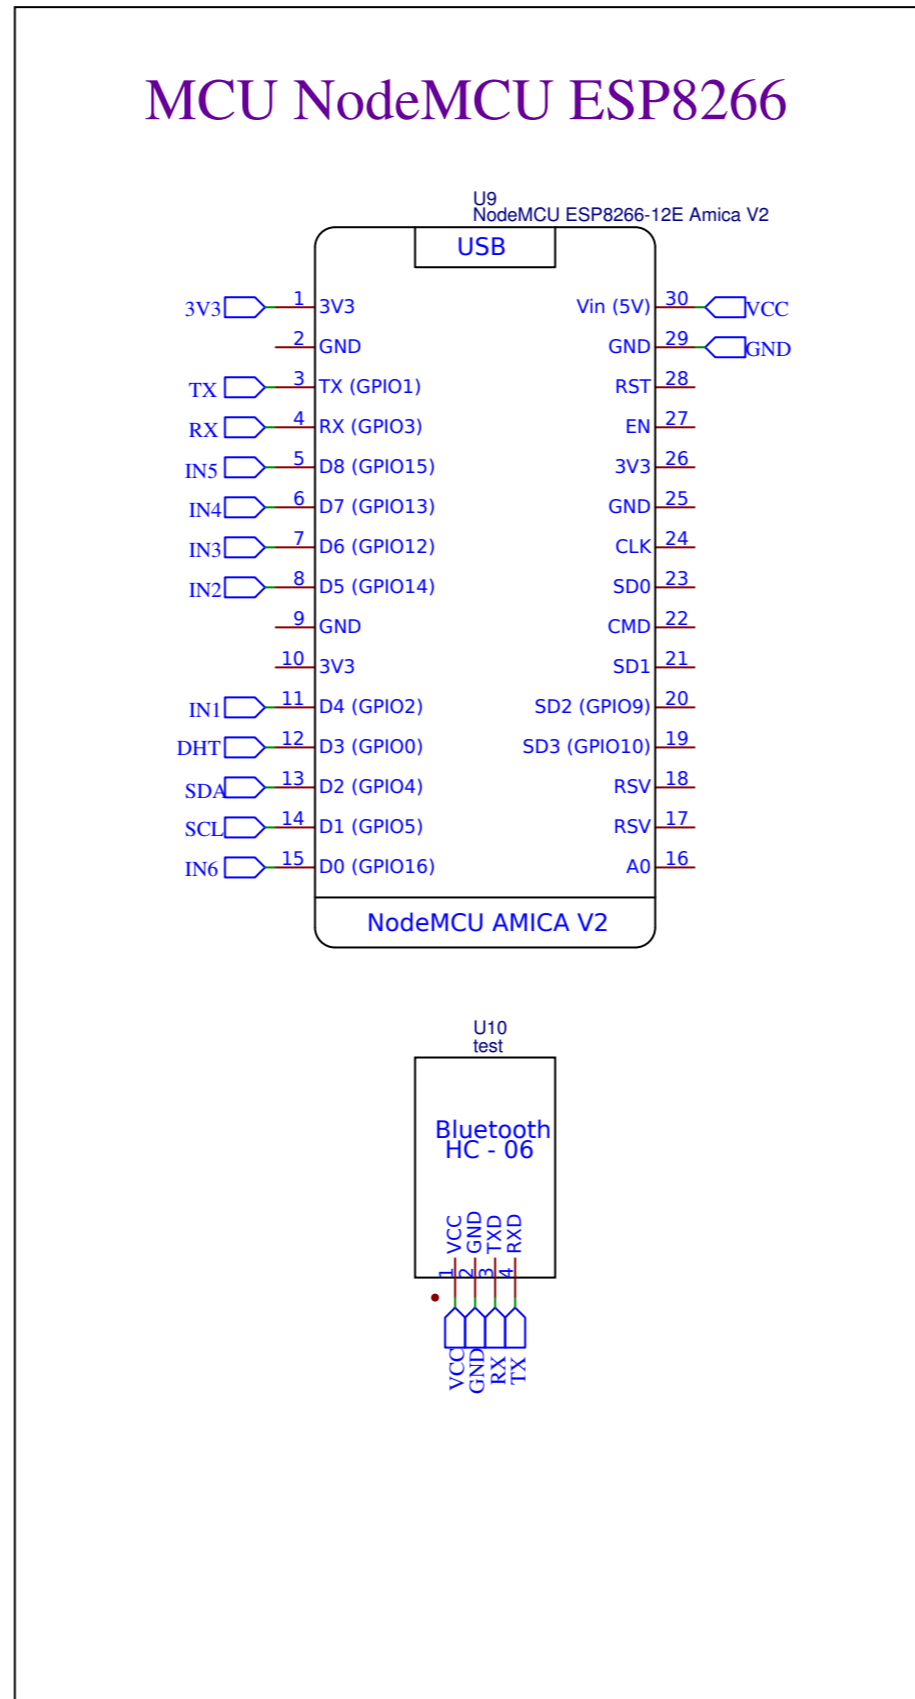 MCU NodeMCU ESP8266
U9
NodeMCU ESP8266-12E Amica V2
USB
3V3 1 3V3 Vin (5V) 30 VCC
2 GND GND 29 GND
TX 3 TX (GPIO1) RST 28
RX 4 RX (GPIO3) EN 27
IN5 5 D8 (GPIO15) 3V3 26
IN4 6 D7 (GPIO13) GND 25
IN3 7 D6 (GPIO12) CLK 24
IN2 8 D5 (GPIO14) SD0 23
9 GND CMD 22
10 3V3 SD1 21
IN1 11 D4 (GPIO2) SD2 (GPIO9) 20
DHT 12 D3 (GPIO0) SD3 (GPIO10) 19
SDA 13 D2 (GPIO4) RSV 18
SCL 14 D1 (GPIO5) RSV 17
IN6 15 D0 (GPIO16) A0 16
NodeMCU AMICA V2
U10
test
Bluetooth
HC - 06
VCC GND TXD RXD
1 2 3 4
VCC GND RX TX